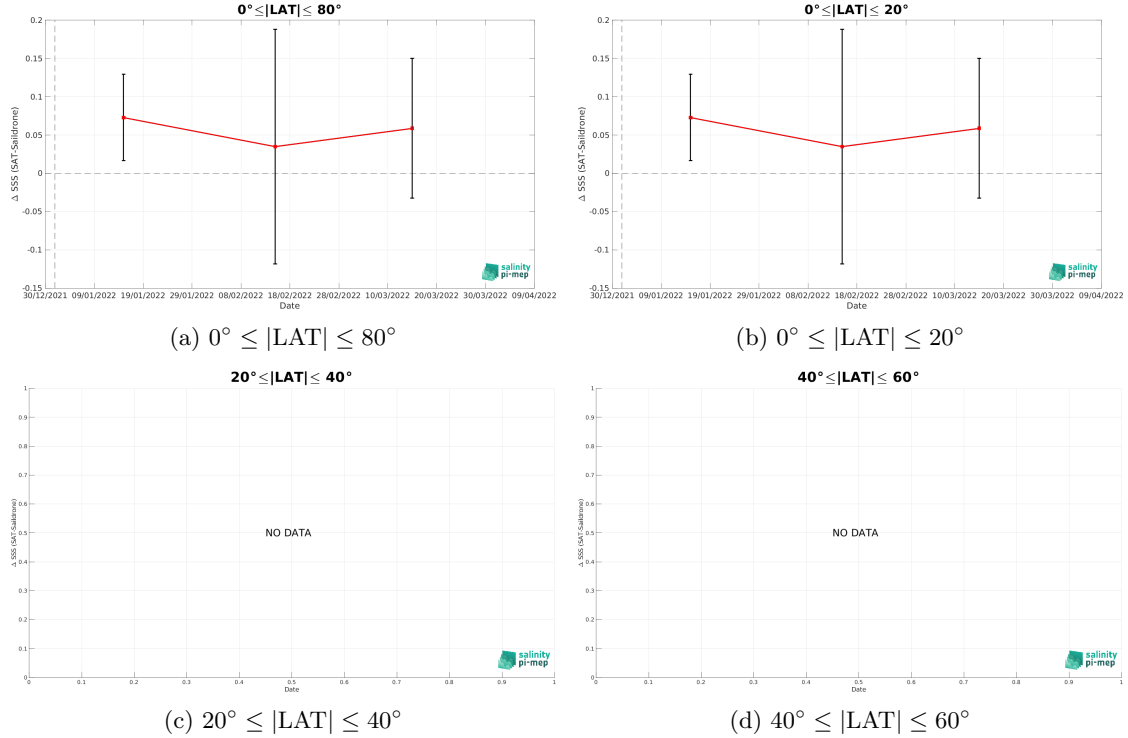 0°≤|LAT|≤ 80°
0.2
0.15
0.1
0.05
0
-0.05
-0.1
-0.15
Δ SSS (SAT-Saildrone)
30/12/2021 09/01/2022 19/01/2022 29/01/2022 08/02/2022 18/02/2022 28/02/2022 10/03/2022 20/03/2022 30/03/2022 09/04/2022
Date
salinity
pi-mep
(a) 0° ≤ |LAT| ≤ 80°
0°≤|LAT|≤ 20°
0.2
0.15
0.1
0.05
0
-0.05
-0.1
-0.15
Δ SSS (SAT-Saildrone)
30/12/2021 09/01/2022 19/01/2022 29/01/2022 08/02/2022 18/02/2022 28/02/2022 10/03/2022 20/03/2022 30/03/2022 09/04/2022
Date
salinity
pi-mep
(b) 0° ≤ |LAT| ≤ 20°
20°≤|LAT|≤ 40°
1
0.9
0.8
0.7
0.6
0.5
0.4
0.3
0.2
0.1
0
Δ SSS (SAT-Saildrone)
NO DATA
0 0.1 0.2 0.3 0.4 0.5 0.6 0.7 0.8 0.9 1
Date
salinity
pi-mep
(c) 20° ≤ |LAT| ≤ 40°
40°≤|LAT|≤ 60°
1
0.9
0.8
0.7
0.6
0.5
0.4
0.3
0.2
0.1
0
Δ SSS (SAT-Saildrone)
NO DATA
0 0.1 0.2 0.3 0.4 0.5 0.6 0.7 0.8 0.9 1
Date
salinity
pi-mep
(d) 40° ≤ |LAT| ≤ 60°